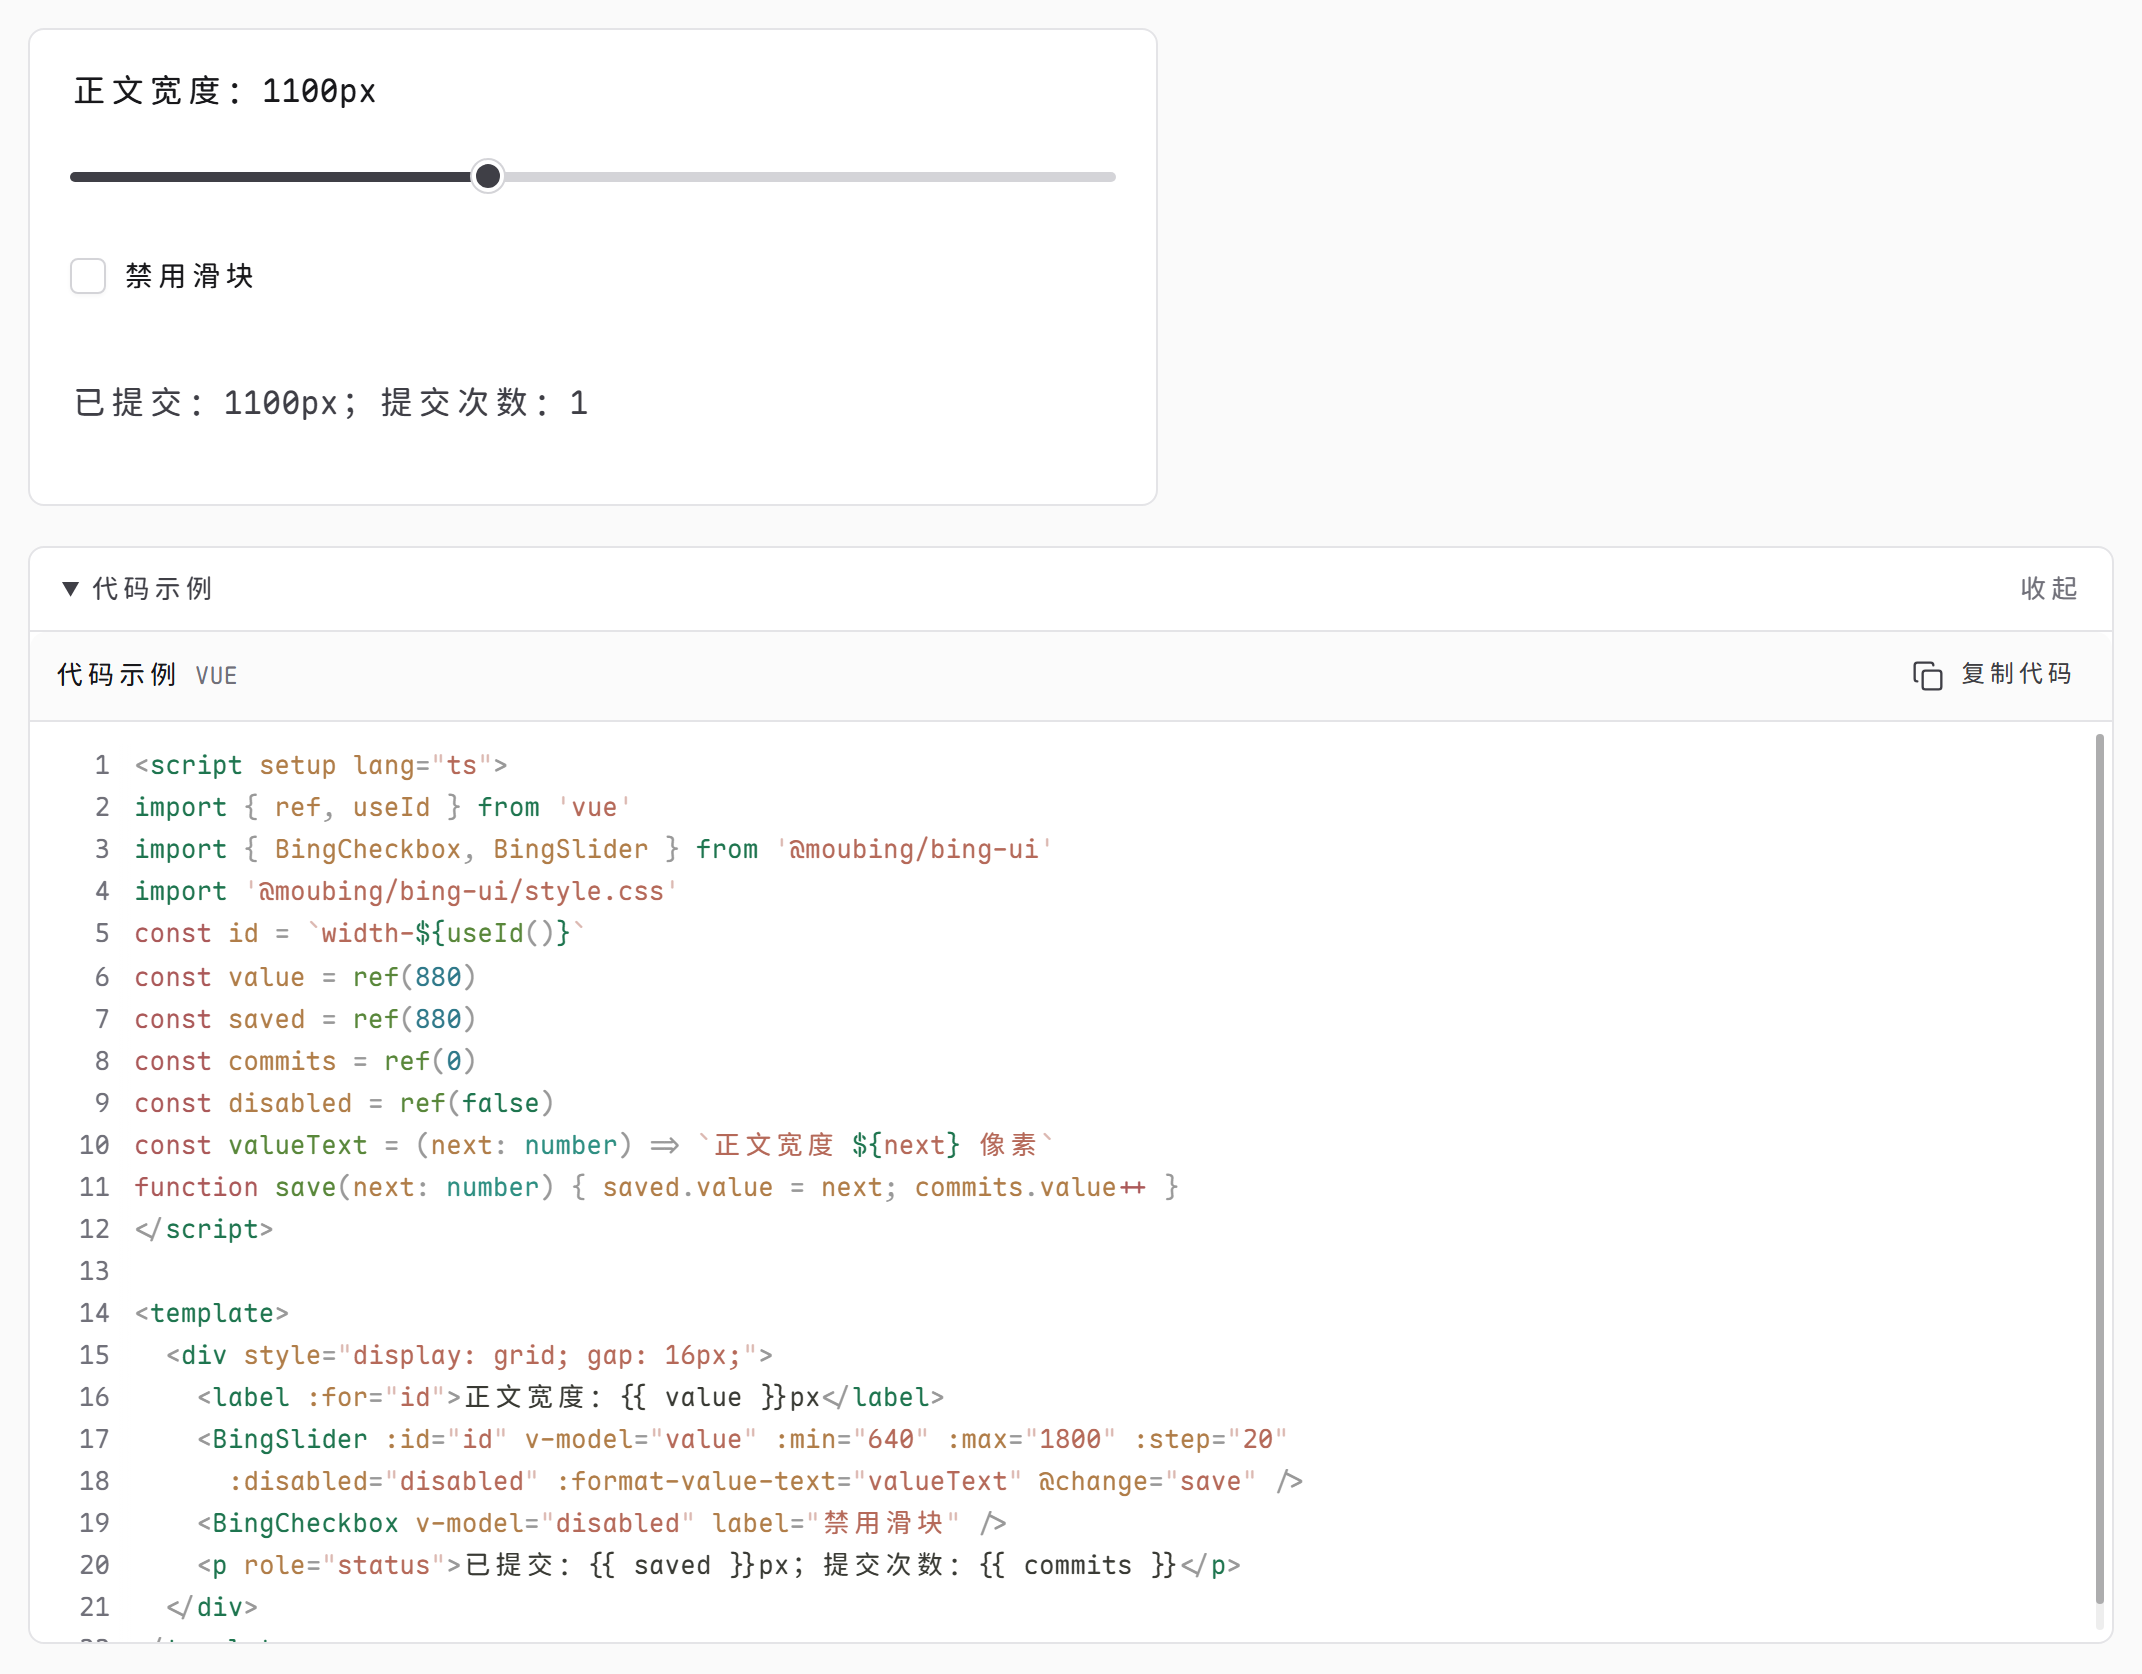 正文宽度：1100px
禁用滑块
已提交：1100px；提交次数：1
▼ 代码示例 收起
代码示例 VUE 复制代码
1 <script setup lang="ts">
2 import { ref, useId } from 'vue'
3 import { BingCheckbox, BingSlider } from '@moubing/bing-ui'
4 import '@moubing/bing-ui/style.css'
5 const id = `width-${useId()}`
6 const value = ref(880)
7 const saved = ref(880)
8 const commits = ref(0)
9 const disabled = ref(false)
10 const valueText = (next: number) => `正文宽度 ${next} 像素`
11 function save(next: number) { saved.value = next; commits.value++ }
12 </script>
13
14 <template>
15   <div style="display: grid; gap: 16px;">
16     <label :for="id">正文宽度：{{ value }}px</label>
17     <BingSlider :id="id" v-model="value" :min="640" :max="1800" :step="20"
18       :disabled="disabled" :format-value-text="valueText" @change="save" />
19     <BingCheckbox v-model="disabled" label="禁用滑块" />
20     <p role="status">已提交：{{ saved }}px；提交次数：{{ commits }}</p>
21   </div>